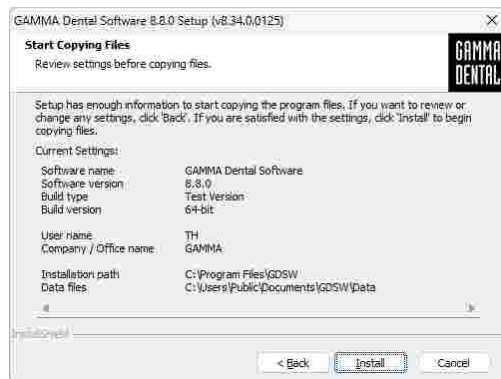 GAMMA Dental Software 8.8.0 Setup (v8.34.0.0125)
Start Copying Files
Review settings before copying files.
GAMMA
DENTAL
Setup has enough information to start copying the program files. If you want to review or
change any settings, click 'Back'. If you are satisfied with the settings, click 'Install' to begin
copying files.
Current Settings:
Software name GAMMA Dental Software
Software version 8.8.0
Build type Test Version
Build version 64-bit
User name TH
Company / Office name GAMMA
Installation path C:\Program Files\GDSW
Data files C:\Users\Public\Documents\GDSW\Data
InstallShield
< Back Install Cancel